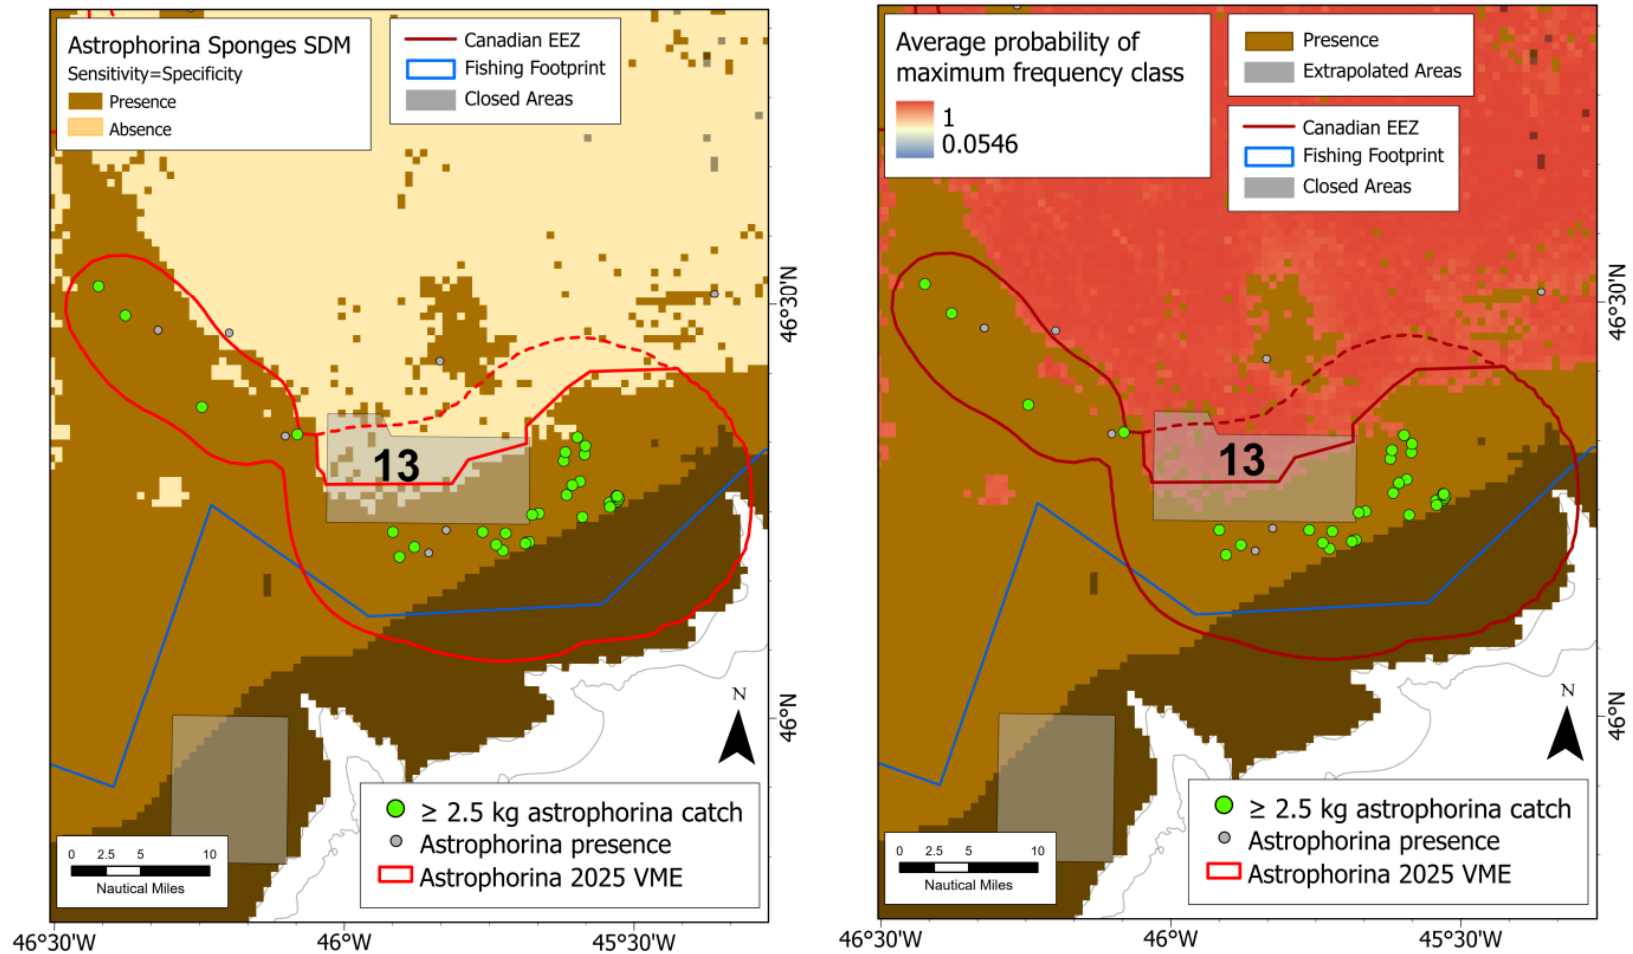 Astrophorina Sponges SDM
Sensitivity=Specificity
Presence
Absence
Canadian EEZ
Fishing Footprint
Closed Areas
46°30'N
13
46°N
N
≥ 2.5 kg astrophorina catch
Astrophorina presence
Astrophorina 2025 VME
0 2.5 5 10
Nautical Miles
46°30'W 46°W 45°30'W
Average probability of
maximum frequency class
1
0.0546
Presence
Extrapolated Areas
Canadian EEZ
Fishing Footprint
Closed Areas
46°30'N
13
46°N
N
≥ 2.5 kg astrophorina catch
Astrophorina presence
Astrophorina 2025 VME
0 2.5 5 10
Nautical Miles
46°30'W 46°W 45°30'W